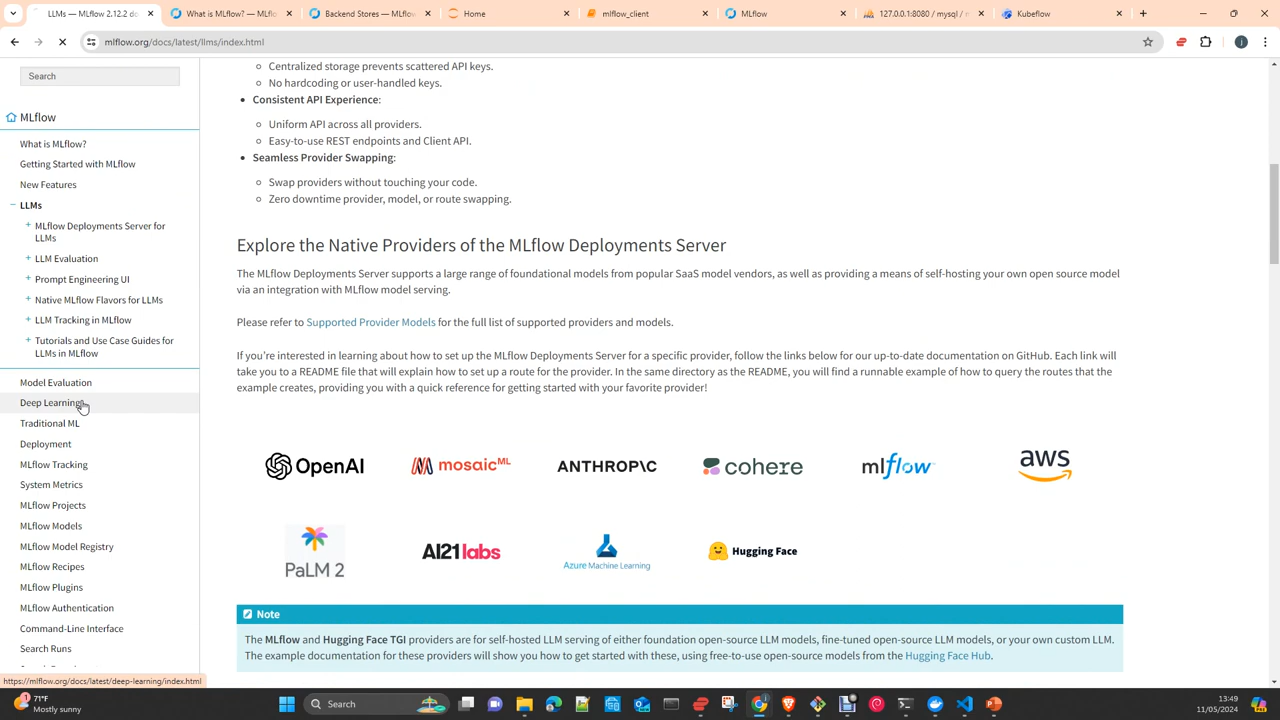 LLMs — MLflow 2.12.2 do
What is MLflow? — MLfl
Backend Stores — MLflow
Home
mlflow_client
MLflow
127.0.0.1:8080 / mysql / m
Kubeflow
mlflow.org/docs/latest/llms/index.html
Search
MLflow
What is MLflow?
Getting Started with MLflow
New Features
LLMs
MLflow Deployments Server for
LLMs
LLM Evaluation
Prompt Engineering UI
Native MLflow Flavors for LLMs
LLM Tracking in MLflow
Tutorials and Use Case Guides for
LLMs in MLflow
Model Evaluation
Deep Learning
Traditional ML
Deployment
MLflow Tracking
System Metrics
MLflow Projects
MLflow Models
MLflow Model Registry
MLflow Recipes
MLflow Plugins
MLflow Authentication
Command-Line Interface
Search Runs
https://mlflow.org/docs/latest/deep-learning/index.html
Centralized storage prevents scattered API keys.
No hardcoding or user-handled keys.
Consistent API Experience:
Uniform API across all providers.
Easy-to-use REST endpoints and Client API.
Seamless Provider Swapping:
Swap providers without touching your code.
Zero downtime provider, model, or route swapping.
Explore the Native Providers of the MLflow Deployments Server
The MLflow Deployments Server supports a large range of foundational models from popular SaaS model vendors, as well as providing a means of self-hosting your own open source model
via an integration with MLflow model serving.
Please refer to Supported Provider Models for the full list of supported providers and models.
If you're interested in learning about how to set up the MLflow Deployments Server for a specific provider, follow the links below for our up-to-date documentation on GitHub. Each link will
take you to a README file that will explain how to set up a route for the provider. In the same directory as the README, you will find a runnable example of how to query the routes that the
example creates, providing you with a quick reference for getting started with your favorite provider!
OpenAI mosaicML ANTHROP\C cohere mlflow aws
PaLM 2 AI21labs Azure Machine Learning Hugging Face
Note
The MLflow and Hugging Face TGI providers are for self-hosted LLM serving of either foundation open-source LLM models, fine-tuned open-source LLM models, or your own custom LLM.
The example documentation for these providers will show you how to get started with these, using free-to-use open-source models from the Hugging Face Hub.
71°F
Mostly sunny
Search
13:49
11/05/2024